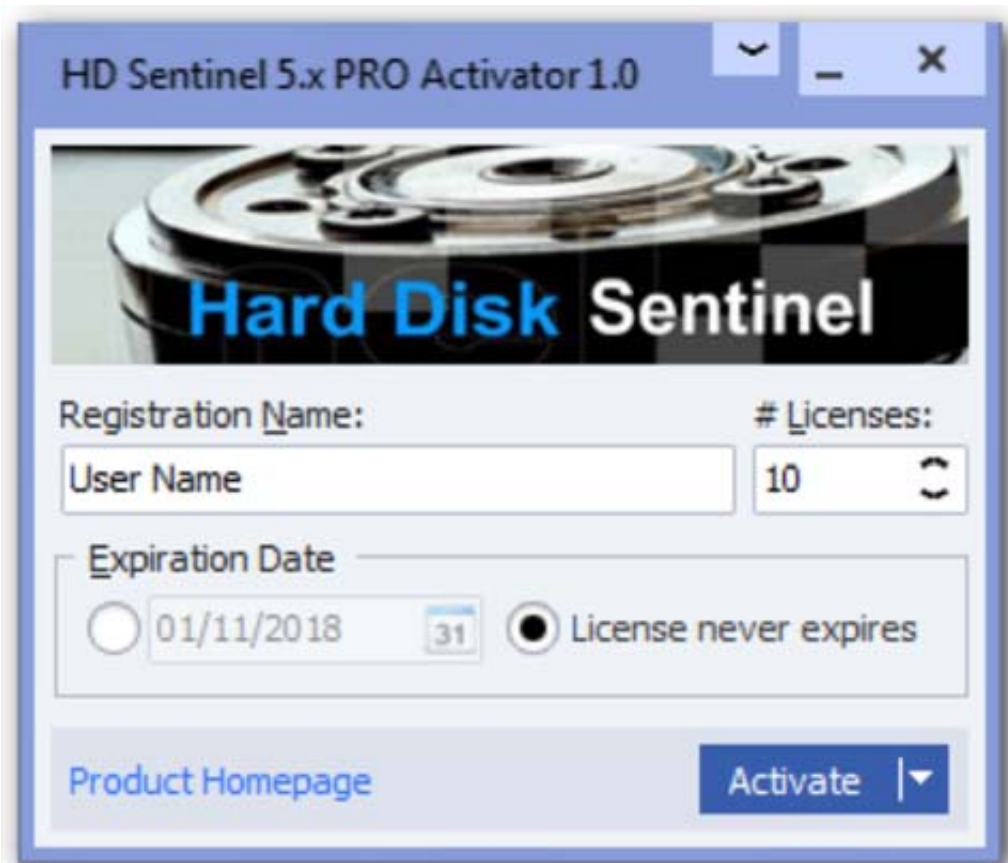 HD Sentinel 5.x PRO Activator 1.0
Hard Disk Sentinel
Registration Name: # Licenses:
User Name 10
Expiration Date
01/11/2018 31 License never expires
Product Homepage Activate